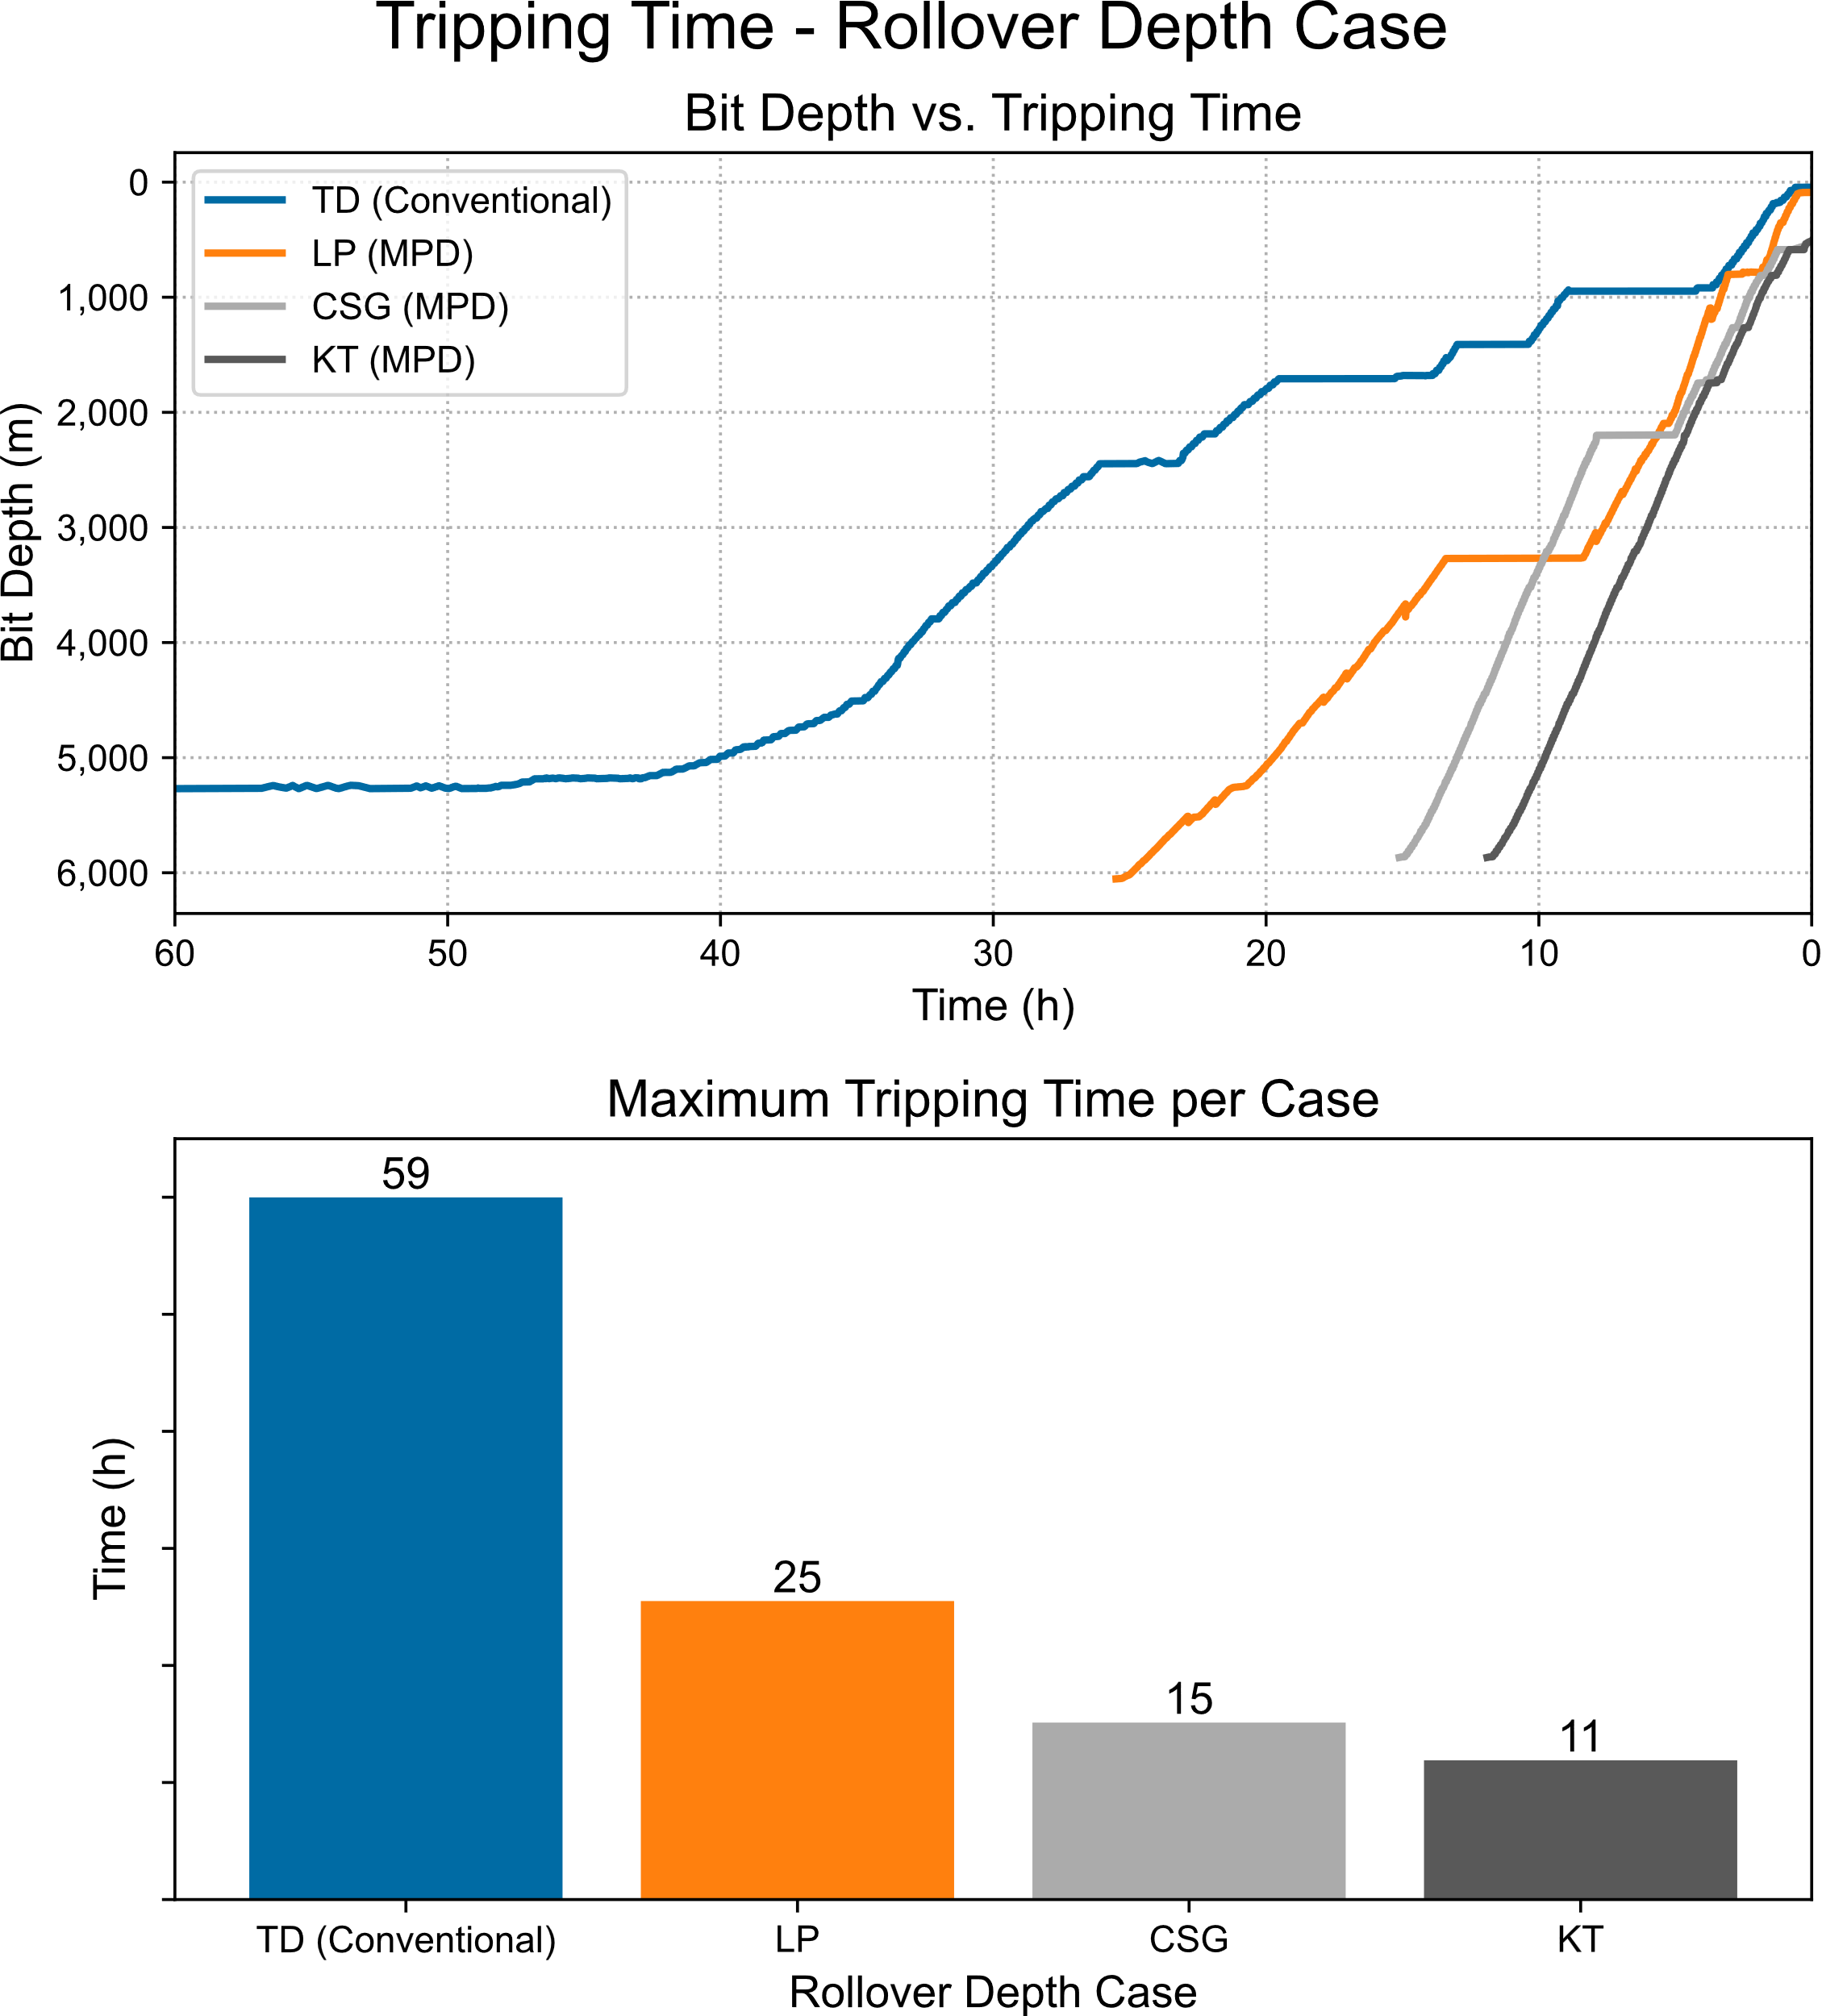 Tripping Time - Rollover Depth Case
Bit Depth vs. Tripping Time
TD (Conventional)
LP (MPD)
CSG (MPD)
KT (MPD)
Bit Depth (m)
0
1,000
2,000
3,000
4,000
5,000
6,000
60 50 40 30 20 10 0
Time (h)
Maximum Tripping Time per Case
Time (h)
59
25
15
11
TD (Conventional) LP CSG KT
Rollover Depth Case